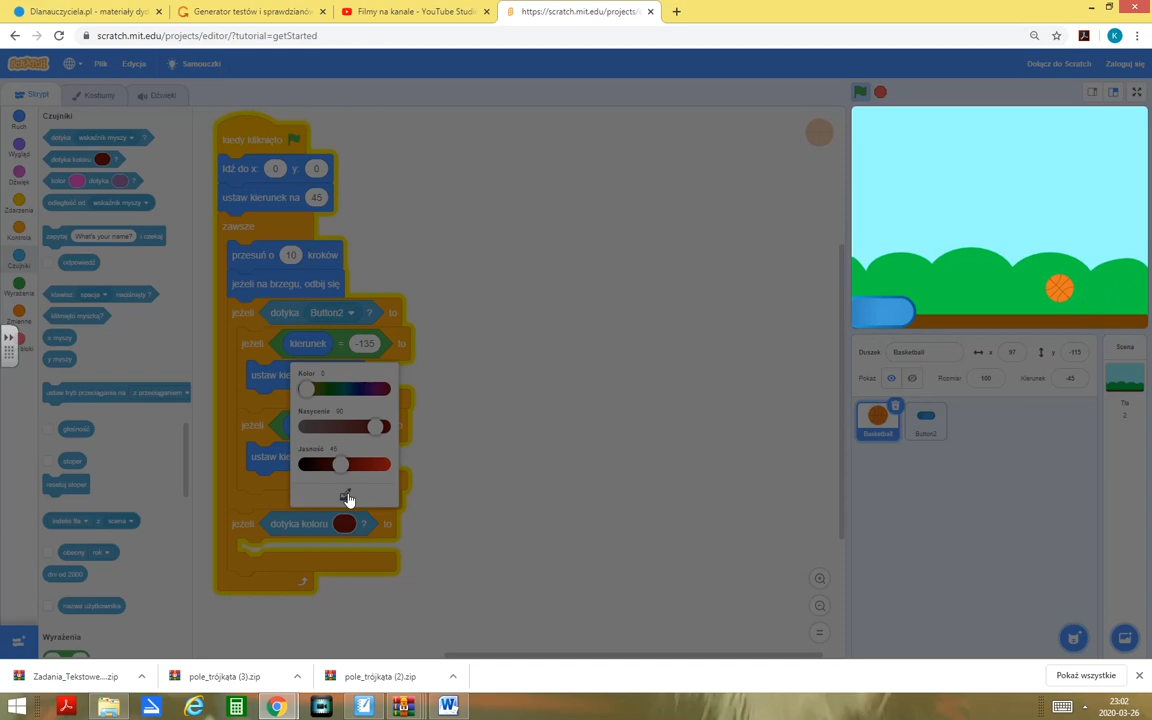 Dlanauczyciela.pl - materiały dyd
Generator testów i sprawdzianów
Filmy na kanale - YouTube Studi
https://scratch.mit.edu/projects/e
scratch.mit.edu/projects/editor/?tutorial=getStarted
K
SCRATCH
Plik
Edycja
Samouczki
Dołącz do Scratch
Zaloguj się
Skrypt
Kostiumy
Dźwięki
Ruch
Wygląd
Dźwięk
Zdarzenia
Kontrola
Czujniki
Wyrażenia
Zmienne
Czujniki
dotyka wskaźnik myszy ?
dotyka koloru ?
kolor dotyka ?
odległość od wskaźnik myszy
zapytaj What's your name? i czekaj
odpowiedź
klawisz spacja naciśnięty ?
kliknięto myszką ?
x myszy
y myszy
ustaw tryb przeciągania na z przeciąganiem
głośność
stoper
resetuj stoper
indeks tła z scena
obecny rok
dni od 2000
nazwa użytkownika
Wyrażenia
kiedy kliknięto
Idź do x: 0 y: 0
ustaw kierunek na 45
zawsze
przesuń o 10 kroków
jeżeli na brzegu, odbij się
jeżeli dotyka Button2 ? to
jeżeli kierunek = -135 to
ustaw kie
jeżeli
ustaw kie
jeżeli dotyka koloru ? to
Kolor 0
Nasycenie 90
Jasność 45
Duszek Basketball x 97 y -115
Pokaż Rozmiar 100 Kierunek -45
Basketball
Button2
Scena
Tła
2
Zadania_Tekstowe....zip
pole_trójkąta (3).zip
pole_trójkąta (2).zip
Pokaż wszystkie
23:02
2020-03-26